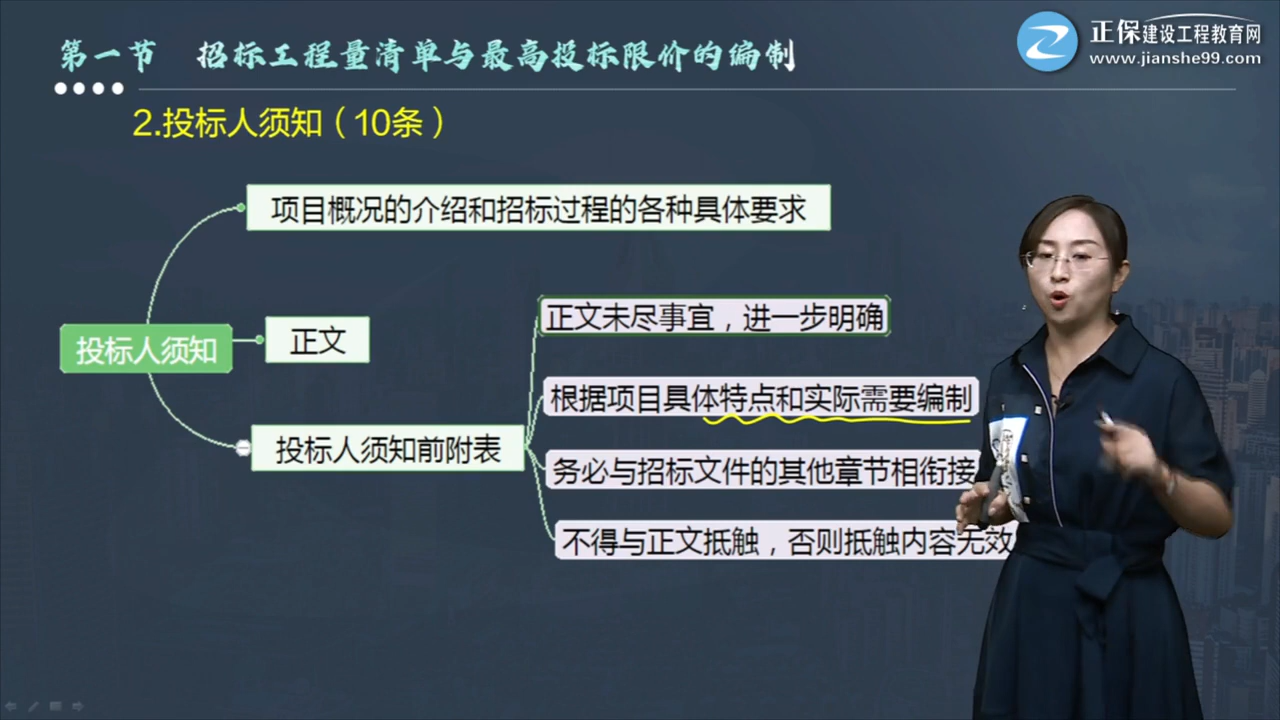 第一节 招标工程量清单与最高投标限价的编制
正保建设工程教育网
www.jianshe99.com
2.投标人须知（10条）
项目概况的介绍和招标过程的各种具体要求
正文未尽事宜，进一步明确
投标人须知
正文
根据项目具体特点和实际需要编制
投标人须知前附表
务必与招标文件的其他章节相衔接
不得与正文抵触，否则抵触内容无效